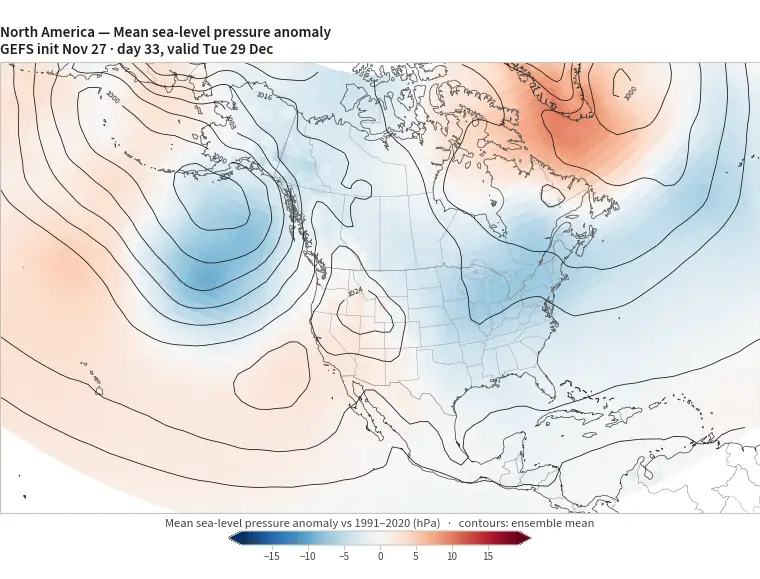 North America — Mean sea-level pressure anomaly
GEFS init Nov 27 · day 33, valid Tue 29 Dec
1000
1016
1008
1000
1024
Mean sea-level pressure anomaly vs 1991–2020 (hPa) · contours: ensemble mean
−15 −10 −5 0 5 10 15